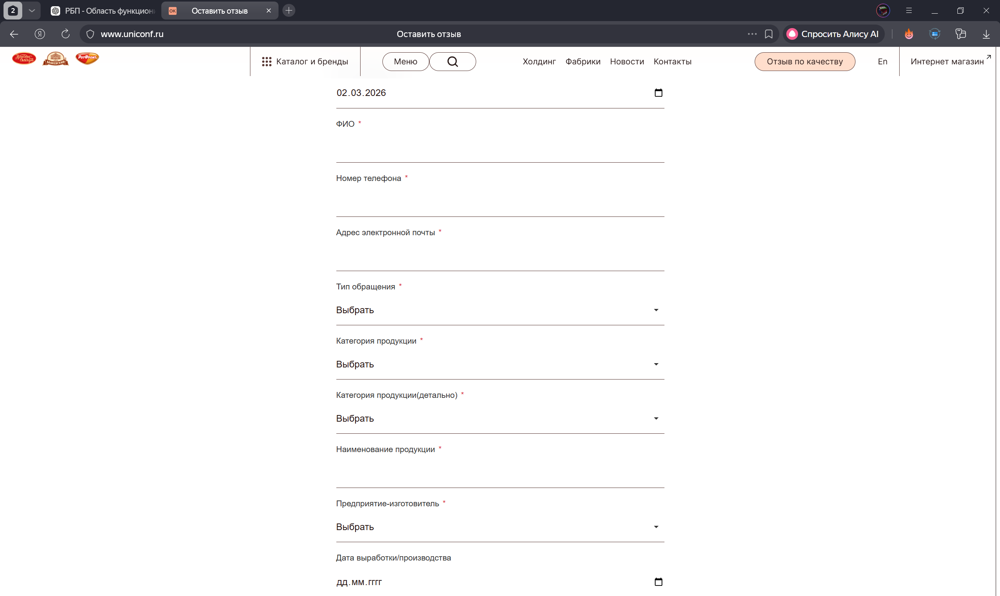 2
РБП - Область функцион
OK
Оставить отзыв
Я
www.uniconf.ru
Оставить отзыв
Спросить Алису AI
Красный Октябрь
БАБАЕВСКИЙ
РОТ ФРОНТ
Каталог и бренды
Меню
Холдинг
Фабрики
Новости
Контакты
Отзыв по качеству
En
Интернет магазин
02.03.2026
ФИО *
Номер телефона *
Адрес электронной почты *
Тип обращения *
Выбрать
Категория продукции *
Выбрать
Категория продукции(детально) *
Выбрать
Наименование продукции *
Предприятие-изготовитель *
Выбрать
Дата выработки/производства
дд.мм.гггг